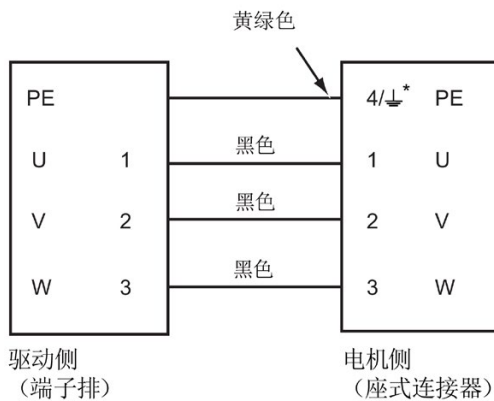 黄绿色
PE 4/⏚* PE
黑色
U 1 1 U
黑色
V 2 2 V
黑色
W 3 3 W
驱动侧 电机侧
（端子排） （座式连接器）